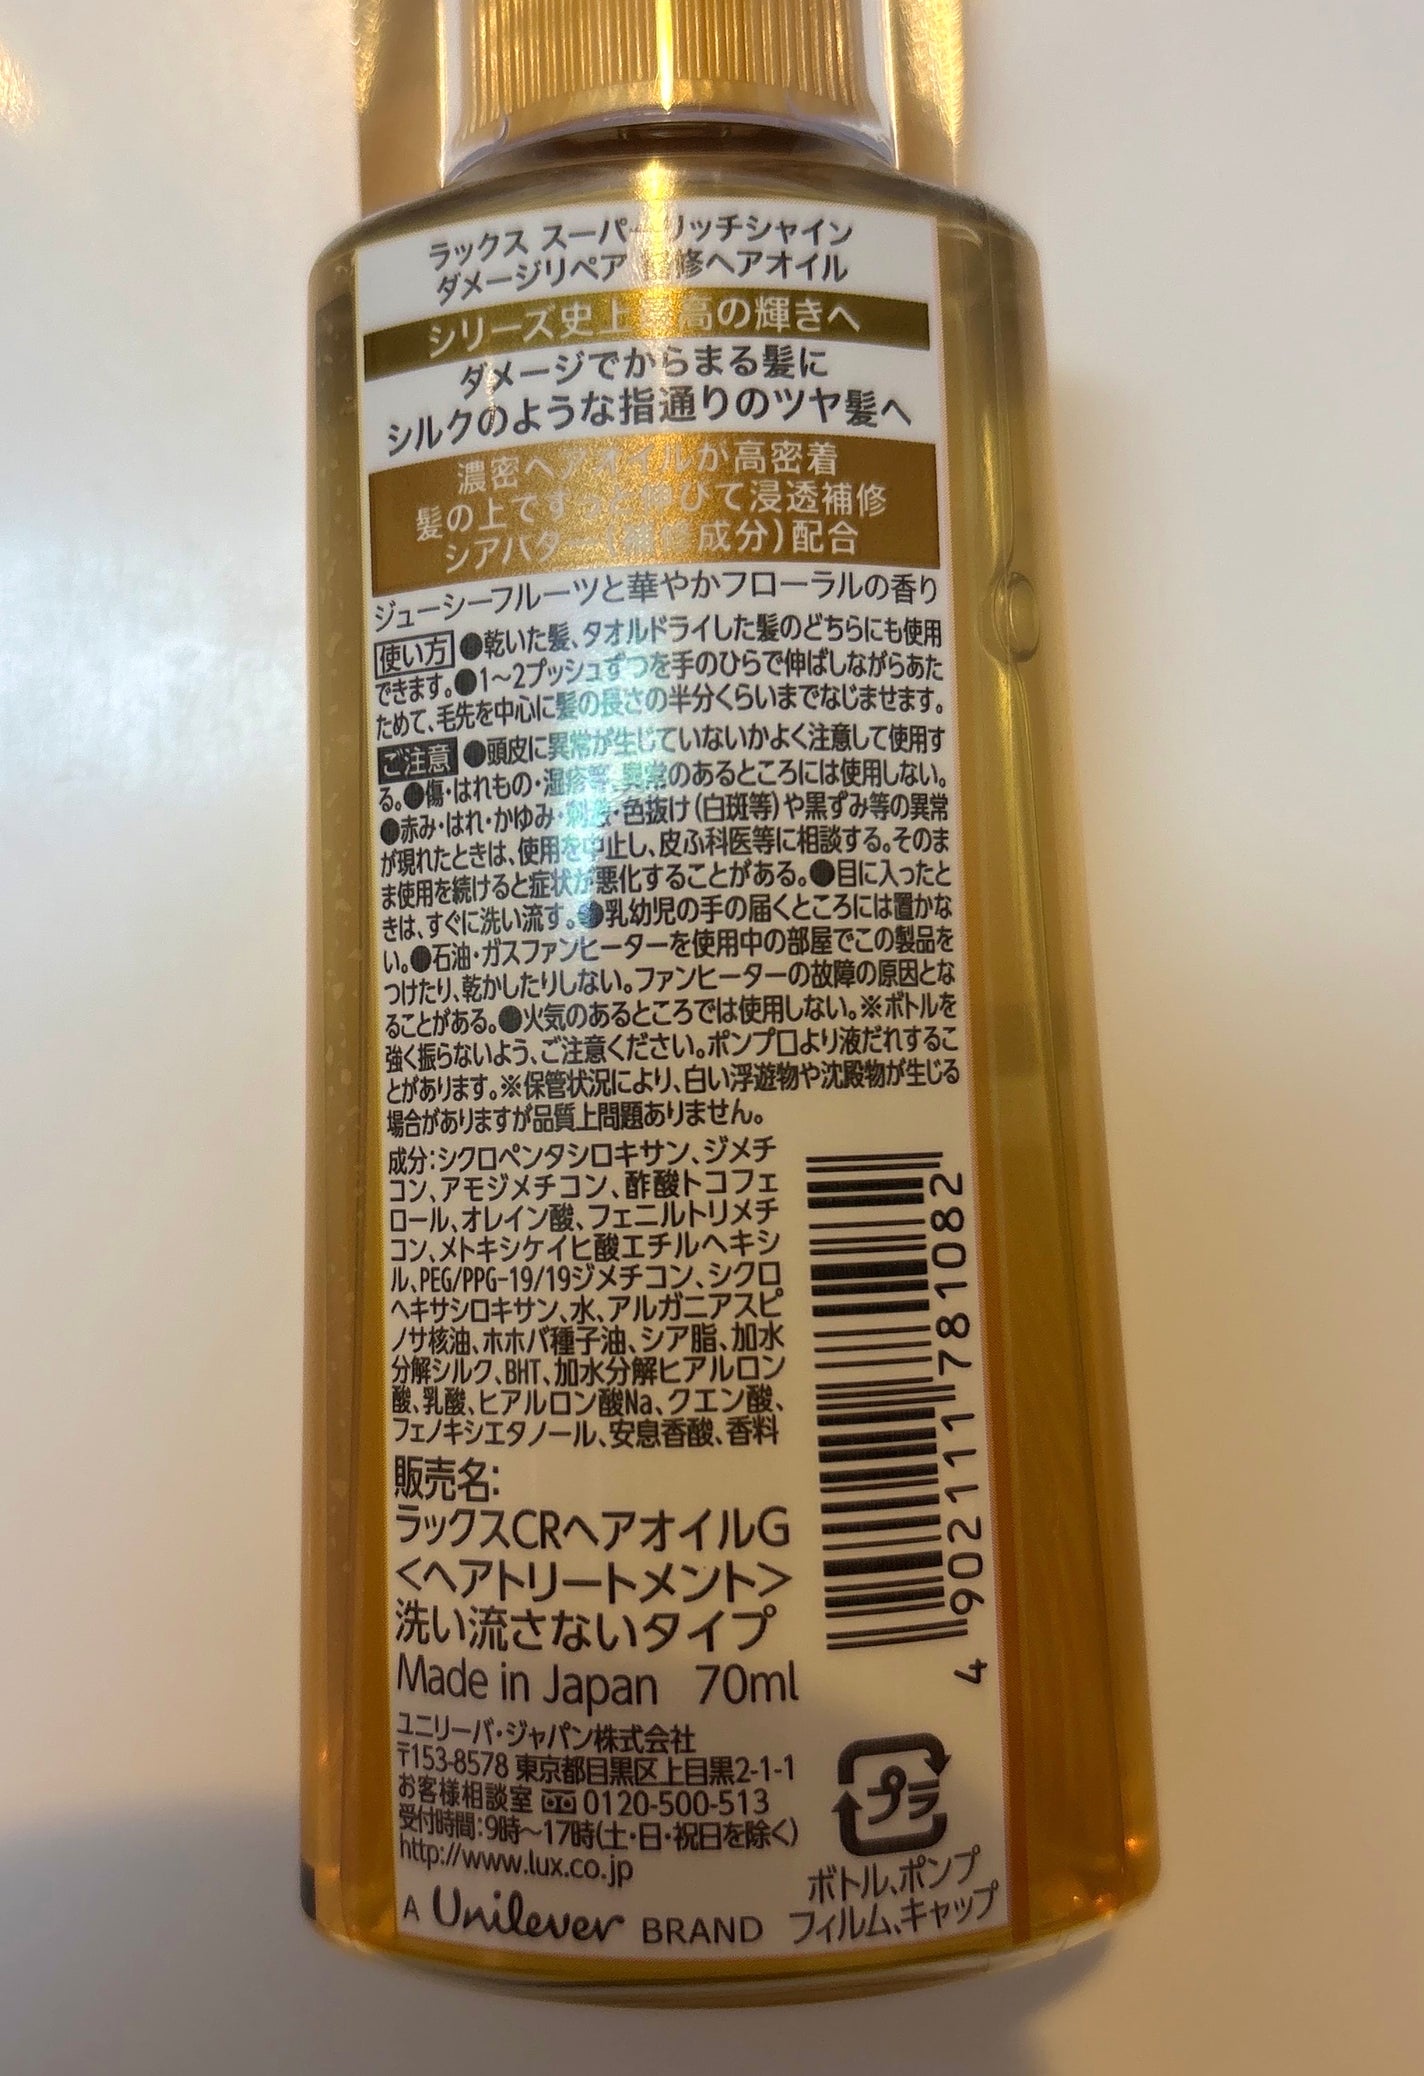 ラックス スーパーリッチシャイン
ダメージリペア 補修ヘアオイル
シリーズ史上最高の輝きへ
ダメージでからまる髪に
シルクのような指通りのツヤ髪へ
濃密ヘアオイルが高密着
髪の上でずっと伸びて浸透補修
シアバター(補修成分)配合
ジューシーフルーツと華やかフローラルの香り
使い方 ●乾いた髪、タオルドライした髪のどちらにも使用
できます。●1〜2プッシュずつを手のひらで伸ばしながらあた
ためて、毛先を中心に髪の長さの半分くらいまでなじませます。
ご注意 ●頭皮に異常が生じていないかよく注意して使用す
る。●傷・はれもの・湿疹等、異常のあるところには使用しない。
●赤み・はれ・かゆみ・刺激・色抜け(白斑等)や黒ずみ等の異常
が現れたときは、使用を中止し、皮ふ科医等に相談する。そのま
ま使用を続けると症状が悪化することがある。●目に入ったと
きは、すぐに洗い流す。●乳幼児の手の届くところには置かな
い。●石油・ガスファンヒーターを使用中の部屋でこの製品を
つけたり、乾かしたりしない。ファンヒーターの故障の原因とな
ることがある。●火気のあるところでは使用しない。※ボトルを
強く振らないよう、ご注意ください。ポンプ口より液だれするこ
とがあります。※保管状況により、白い浮遊物や沈殿物が生じる
場合がありますが品質上問題ありません。
成分:シクロペンタシロキサン、ジメチ
コン、アモジメチコン、酢酸トコフェ
ロール、オレイン酸、フェニルトリメチ
コン、メトキシケイヒ酸エチルヘキシ
ル、PEG/PPG-19/19ジメチコン、シクロ
ヘキサシロキサン、水、アルガニアスピ
ノサ核油、ホホバ種子油、シア脂、加水
分解シルク、BHT、加水分解ヒアルロン
酸、乳酸、ヒアルロン酸Na、クエン酸、
フェノキシエタノール、安息香酸、香料
販売名:
ラックスCRヘアオイルG
<ヘアトリートメント>
洗い流さないタイプ
Made in Japan 70ml
ユニリーバ・ジャパン株式会社
〒153-8578 東京都目黒区上目黒2-1-1
お客様相談室 0120-500-513
受付時間:9時〜17時(土・日・祝日を除く)
http://www.lux.co.jp
A Unilever BRAND
4 902111 781082
プラ
ボトル、ポンプ
フィルム、キャップ